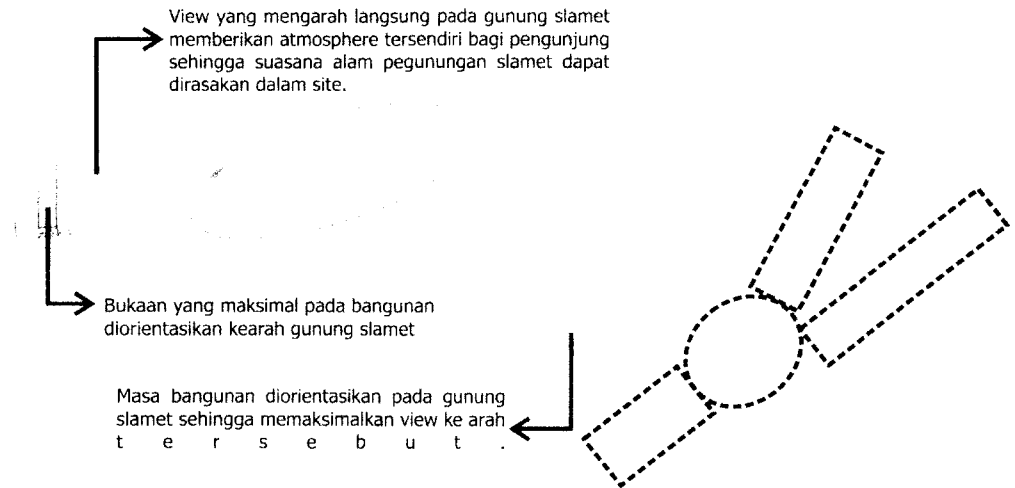 View yang mengarah langsung pada gunung slamet
memberikan atmosphere tersendiri bagi pengunjung
sehingga suasana alam pegunungan slamet dapat
dirasakan dalam site.
Bukaan yang maksimal pada bangunan
diorientasikan kearah gunung slamet
Masa bangunan diorientasikan pada gunung
slamet sehingga memaksimalkan view ke arah
t e r s e b u t .